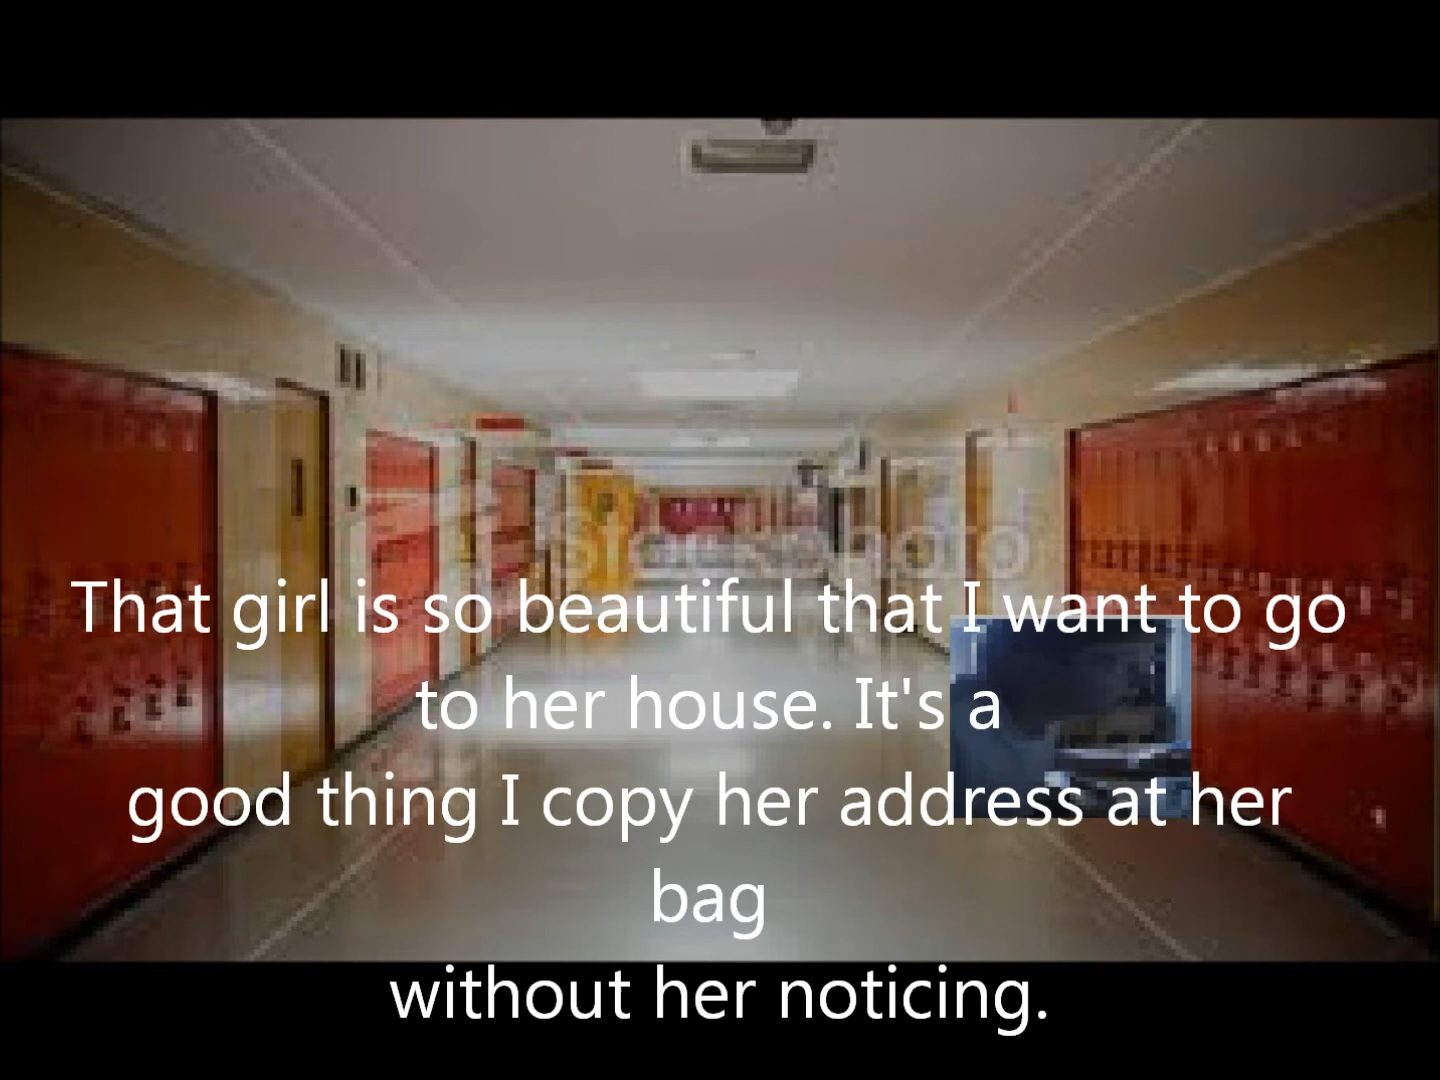 That girl is so beautiful that I want to go
to her house. It's a
good thing I copy her address at her
bag
without her noticing.